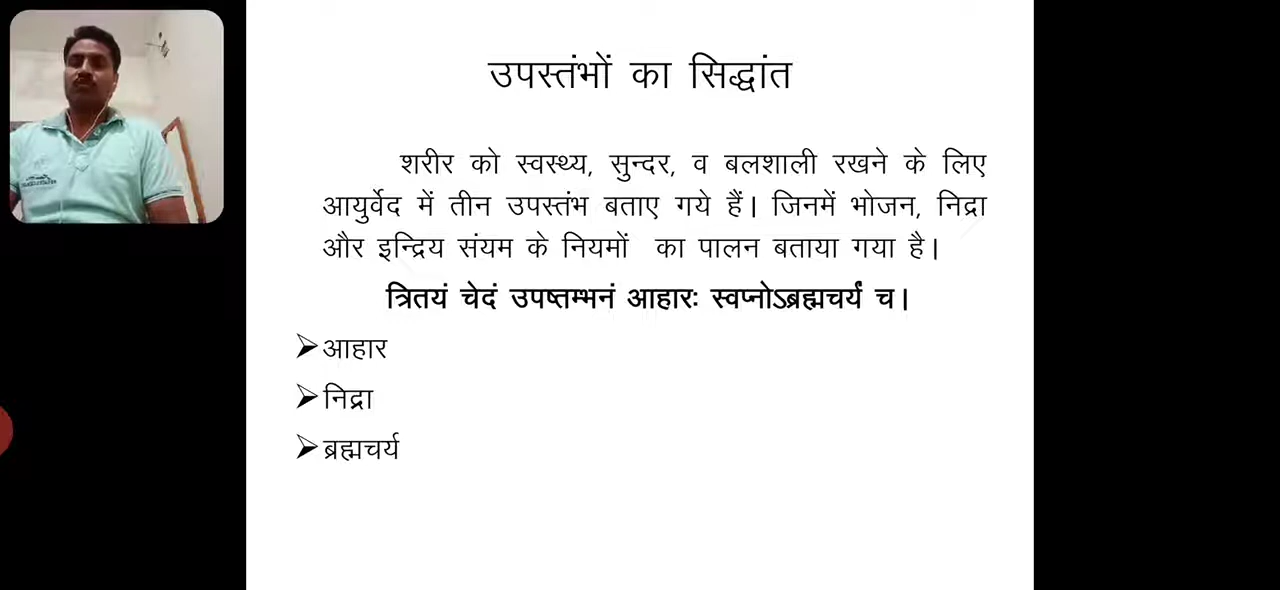 उपस्तंभों का सिद्धांत
शरीर को स्वस्थ्य, सुन्दर, व बलशाली रखने के लिए
आयुर्वेद में तीन उपस्तंभ बताए गये हैं। जिनमें भोजन, निद्रा
और इन्द्रिय संयम के नियमों का पालन बताया गया है।
त्रितयं चेदं उपष्तम्भनं आहारः स्वप्नोऽब्रह्मचर्यं च।
आहार
निद्रा
ब्रह्मचर्य